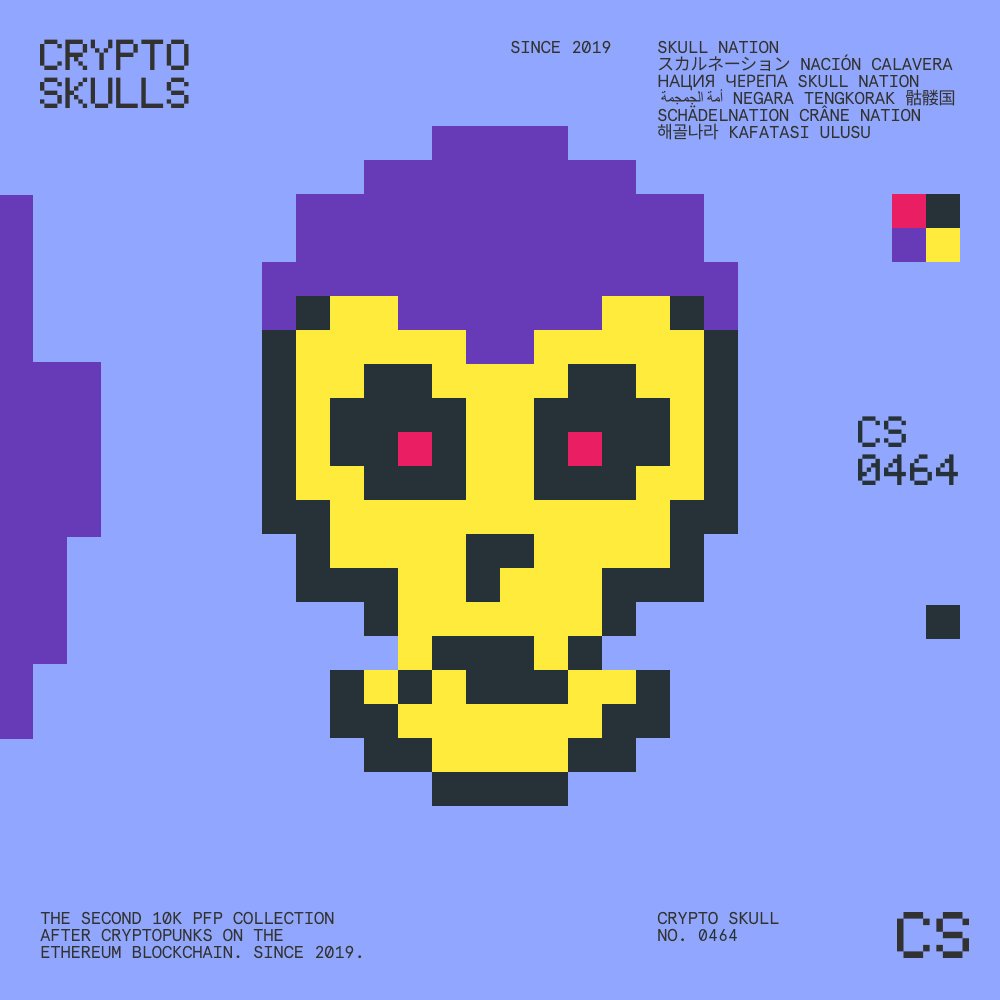 CRYPTO
SKULLS
SINCE 2019
SKULL NATION
スカルネーション NACIÓN CALAVERA
НАЦИЯ ЧЕРЕПА SKULL NATION
أمة الجمجمة NEGARA TENGKORAK 骷髅国
SCHÄDELNATION CRÂNE NATION
해골나라 KAFATASI ULUSU
CS
0464
THE SECOND 10K PFP COLLECTION
AFTER CRYPTOPUNKS ON THE
ETHEREUM BLOCKCHAIN. SINCE 2019.
CRYPTO SKULL
NO. 0464
CS